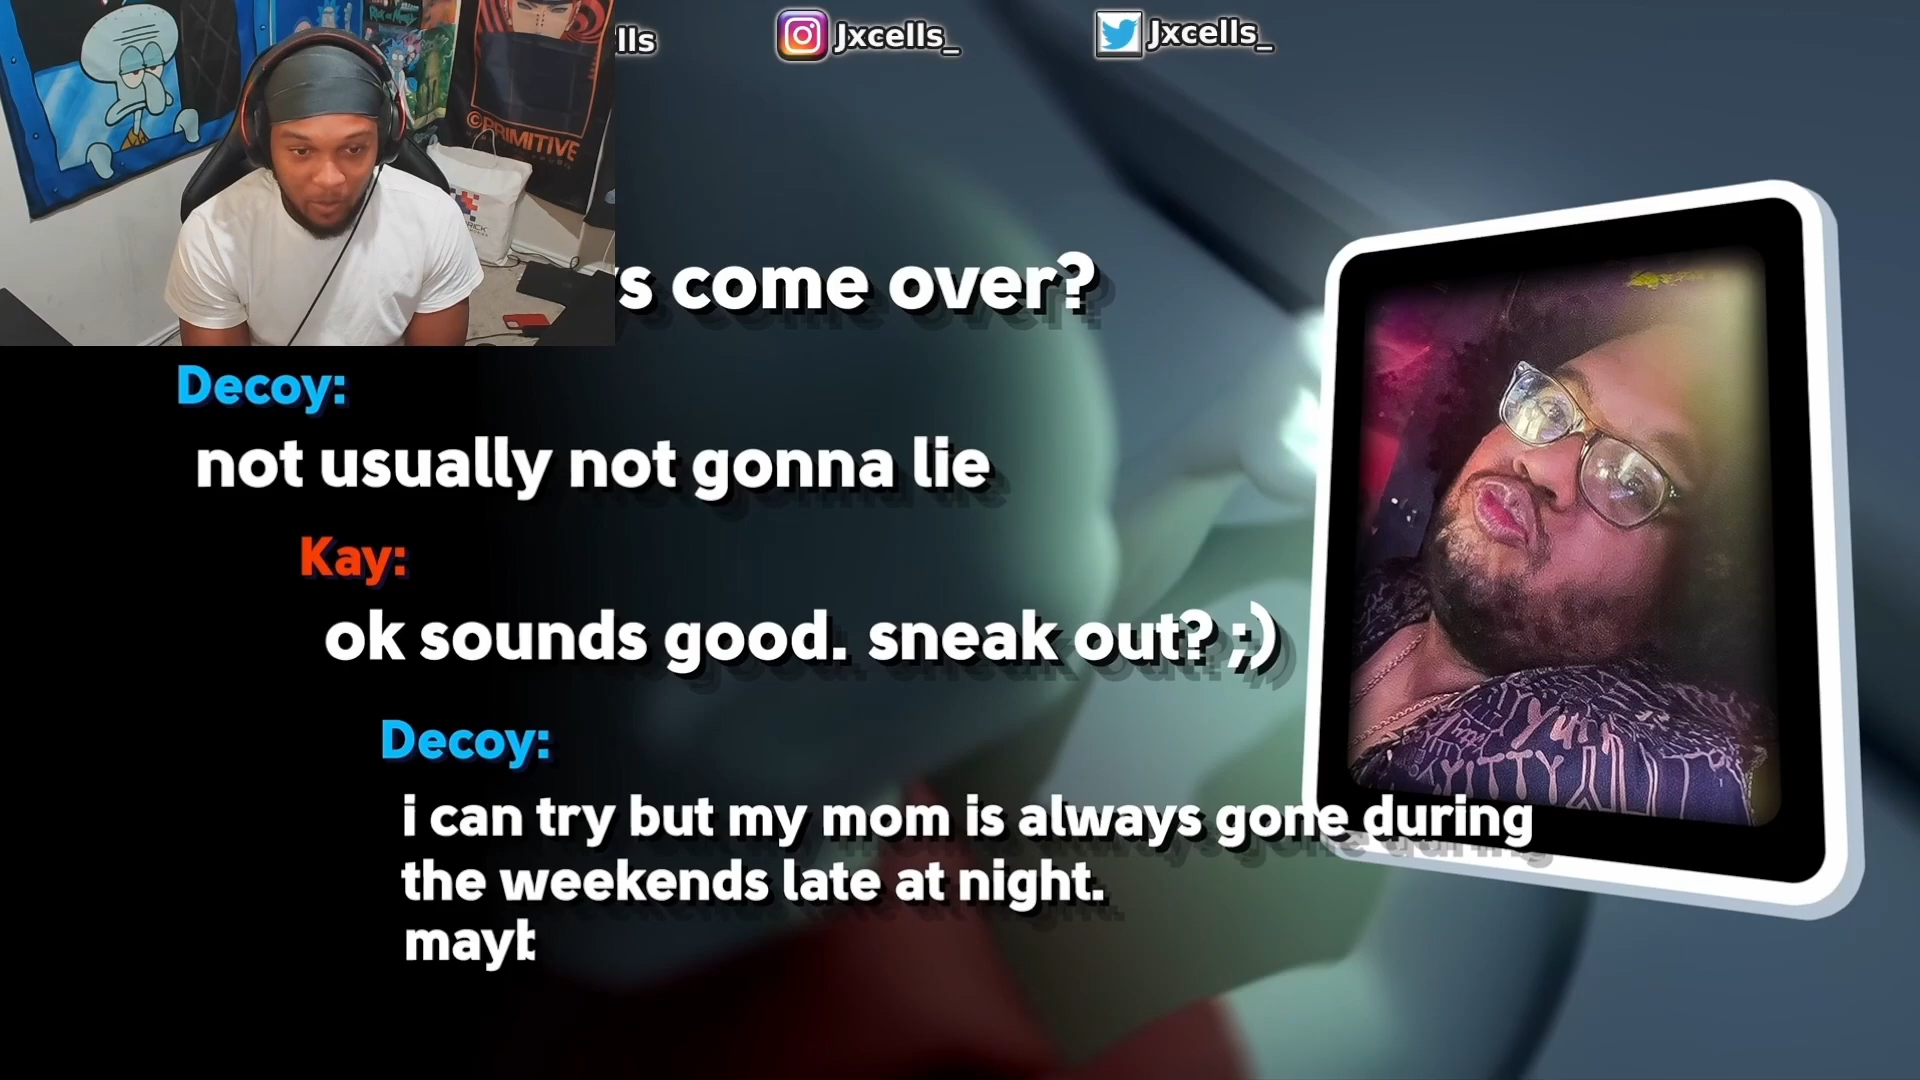 Jxcells_
Jxcells_
©PRIMITIVE
come over?
Decoy:
not usually not gonna lie
Kay:
ok sounds good. sneak out? ;)
Decoy:
i can try but my mom is always gone during
the weekends late at night.
mayb